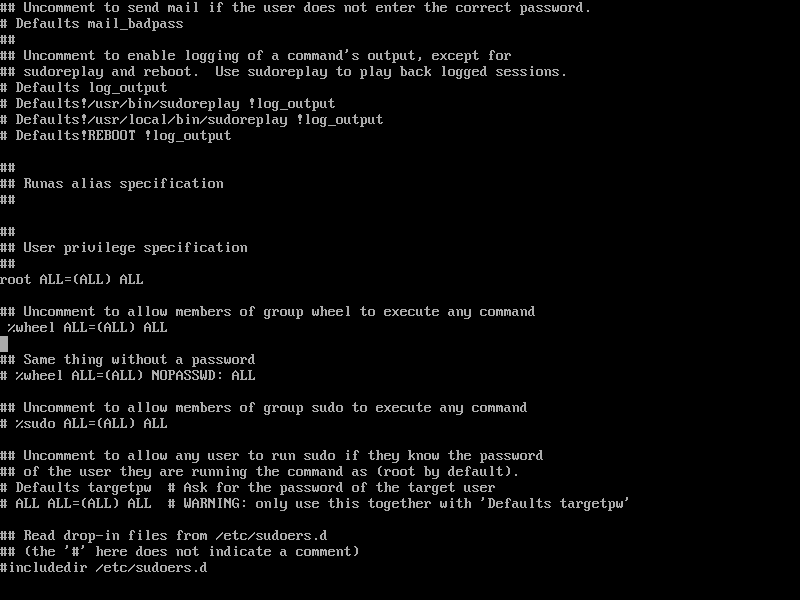 ## Uncomment to send mail if the user does not enter the correct password.
# Defaults mail_badpass
##
## Uncomment to enable logging of a command's output, except for
## sudoreplay and reboot.  Use sudoreplay to play back logged sessions.
# Defaults log_output
# Defaults!/usr/bin/sudoreplay !log_output
# Defaults!/usr/local/bin/sudoreplay !log_output
# Defaults!REBOOT !log_output

##
## Runas alias specification
##

##
## User privilege specification
##
root ALL=(ALL) ALL

## Uncomment to allow members of group wheel to execute any command
 %wheel ALL=(ALL) ALL

## Same thing without a password
# %wheel ALL=(ALL) NOPASSWD: ALL

## Uncomment to allow members of group sudo to execute any command
# %sudo ALL=(ALL) ALL

## Uncomment to allow any user to run sudo if they know the password
## of the user they are running the command as (root by default).
# Defaults targetpw  # Ask for the password of the target user
# ALL ALL=(ALL) ALL  # WARNING: only use this together with 'Defaults targetpw'

## Read drop-in files from /etc/sudoers.d
## (the '#' here does not indicate a comment)
#includedir /etc/sudoers.d